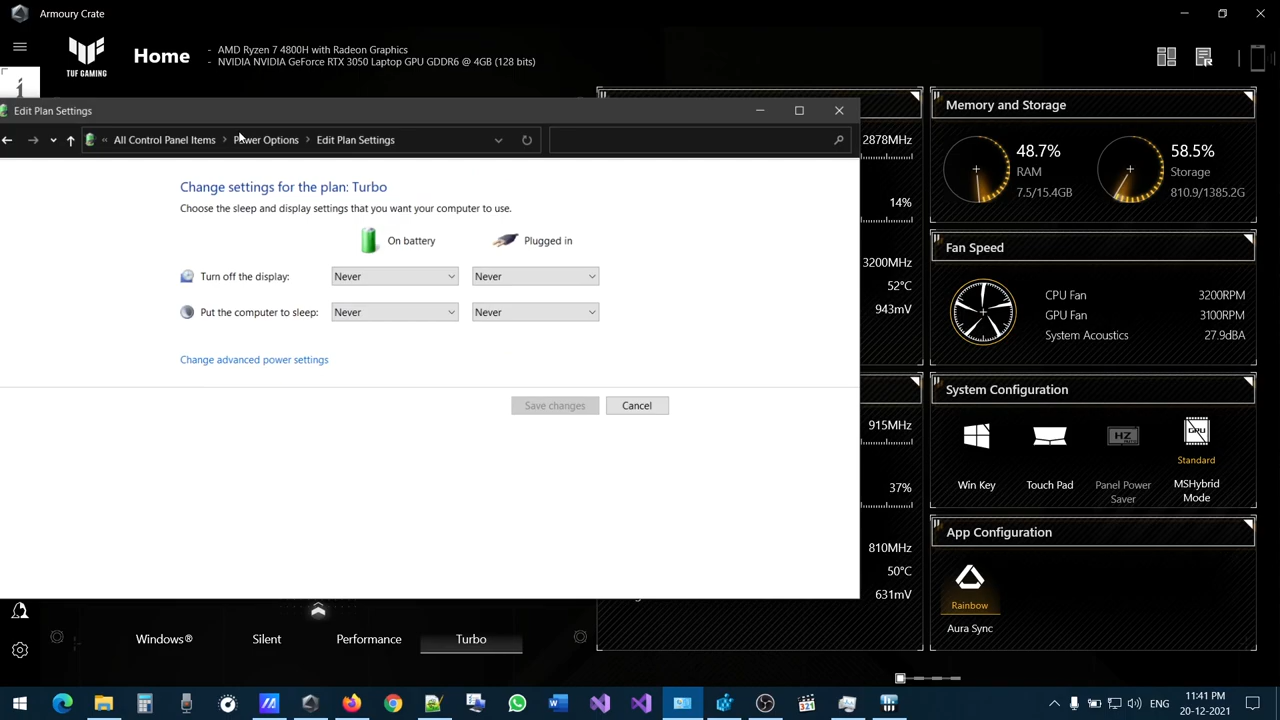 Armoury Crate
TUF GAMING
Home
- AMD Ryzen 7 4800H with Radeon Graphics
- NVIDIA NVIDIA GeForce RTX 3050 Laptop GPU GDDR6 @ 4GB (128 bits)
Edit Plan Settings
« All Control Panel Items > Power Options > Edit Plan Settings
Change settings for the plan: Turbo
Choose the sleep and display settings that you want your computer to use.
On battery
Plugged in
Turn off the display: Never Never
Put the computer to sleep: Never Never
Change advanced power settings
Save changes Cancel
2878MHz
14%
3200MHz
52°C
943mV
915MHz
37%
810MHz
50°C
631mV
Memory and Storage
48.7%
RAM
7.5/15.4GB
58.5%
Storage
810.9/1385.2G
Fan Speed
CPU Fan 3200RPM
GPU Fan 3100RPM
System Acoustics 27.9dBA
System Configuration
HZ
GPU
Standard
Win Key
Touch Pad
Panel Power
Saver
MSHybrid
Mode
App Configuration
Rainbow
Aura Sync
Windows® Silent Performance Turbo
321
ENG
11:41 PM
20-12-2021